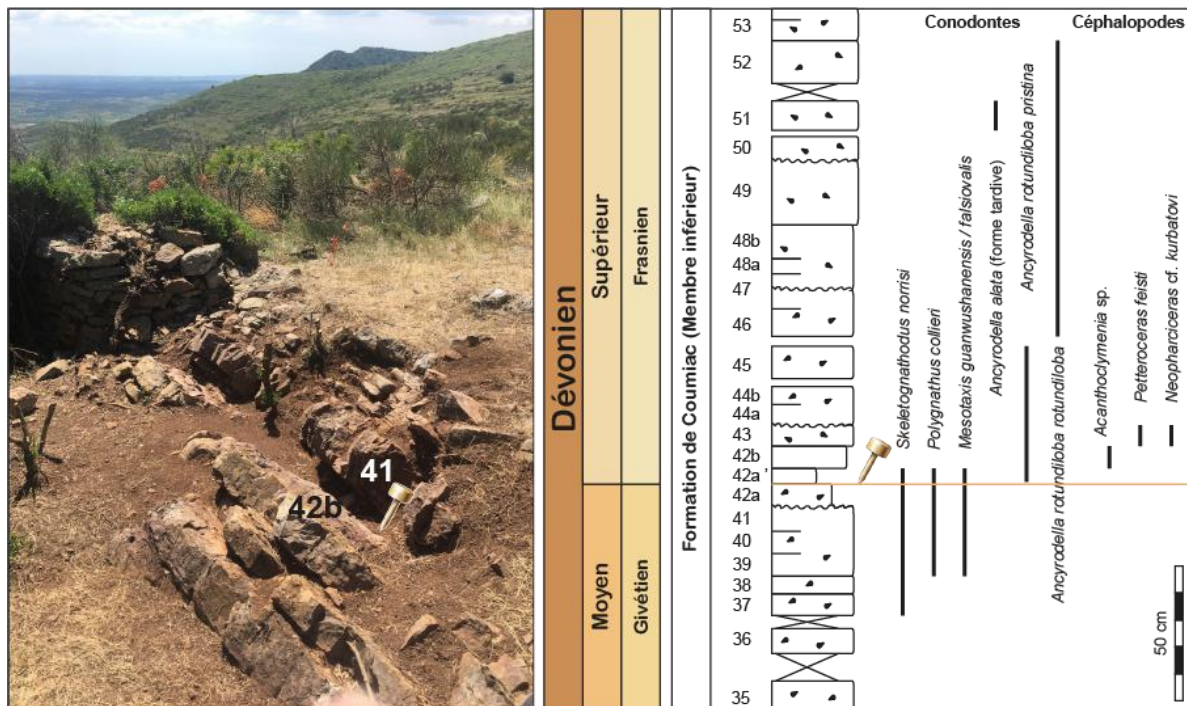 41
42b
Dévonien
Supérieur
Moyen
Frasnien
Givétien
Formation de Coumiac (Membre inférieur)
53
52
51
50
49
48b
48a
47
46
45
44b
44a
43
42b
42a'
42a
41
40
39
38
37
36
35
Conodontes
Céphalopodes
Skeletognathodus norrisi
Polygnathus collieri
Mesotaxis guanwushanensis / falsiovalis
Ancyrodella alata (forme tardive)
Ancyrodella rotundiloba pristina
Ancyrodella rotundiloba rotundiloba
Acanthoclymenia sp.
Petteroceras feisti
Neopharciceras cf. kurbatovi
50 cm